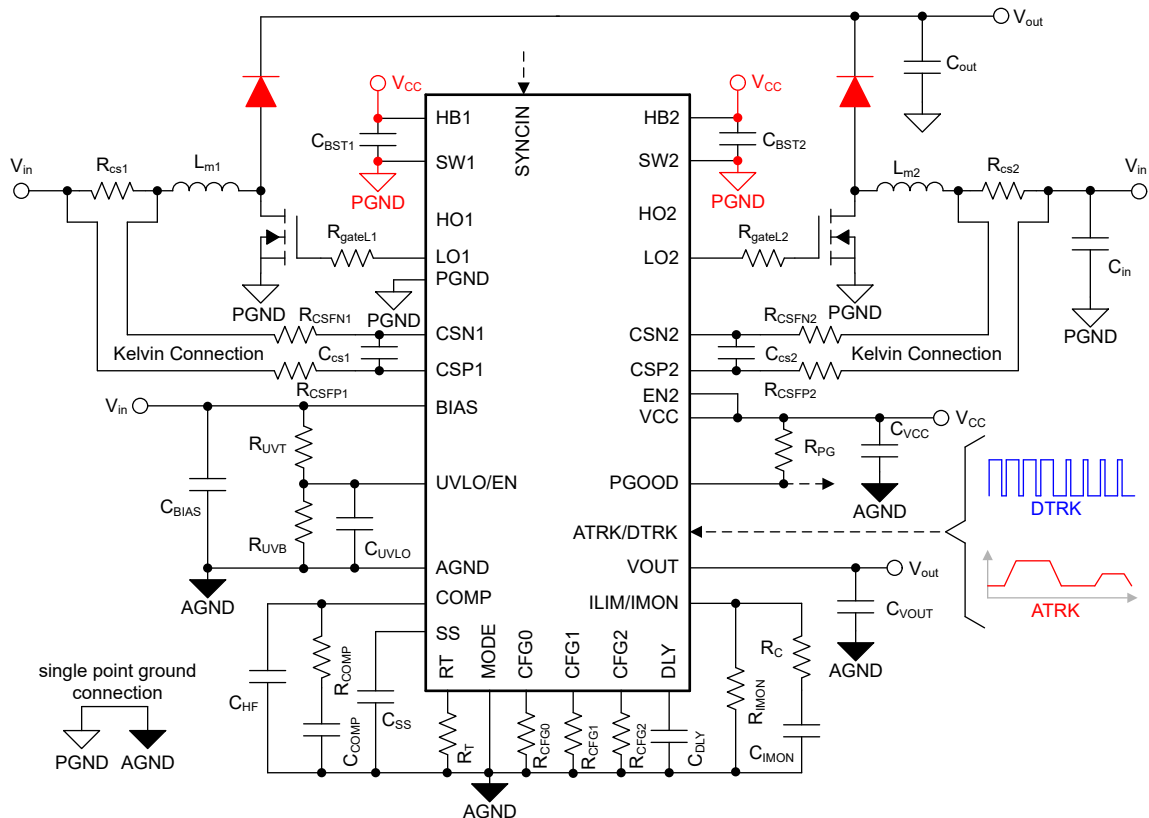 Vout
Cout
VCC
VCC
SYNCIN
HB1
HB2
CBST1
CBST2
SW1
SW2
Vin
Rcs1
Lm1
Lm2
Rcs2
Vin
PGND
PGND
HO1
HO2
RgateL1
RgateL2
LO1
LO2
PGND
Cin
PGND
PGND
PGND
PGND
RCSFN1
CSN1
CSN2
RCSFN2
Kelvin Connection
Ccs1
Ccs2
Kelvin Connection
CSP1
CSP2
RCSFP1
RCSFP2
EN2
Vin
BIAS
VCC
VCC
CVCC
RUVT
RPG
UVLO/EN
PGOOD
CBIAS
AGND
DTRK
RUVB
CUVLO
ATRK/DTRK
AGND
VOUT
Vout
AGND
COMP
ILIM/IMON
CVOUT
ATRK
SS
RT
MODE
CFG0
CFG1
CFG2
DLY
RC
AGND
single point ground
connection
CHF
RCOMP
CCOMP
CSS
RT
RCFG0
RCFG1
RCFG2
CDLY
RIMON
CIMON
PGND
AGND
AGND